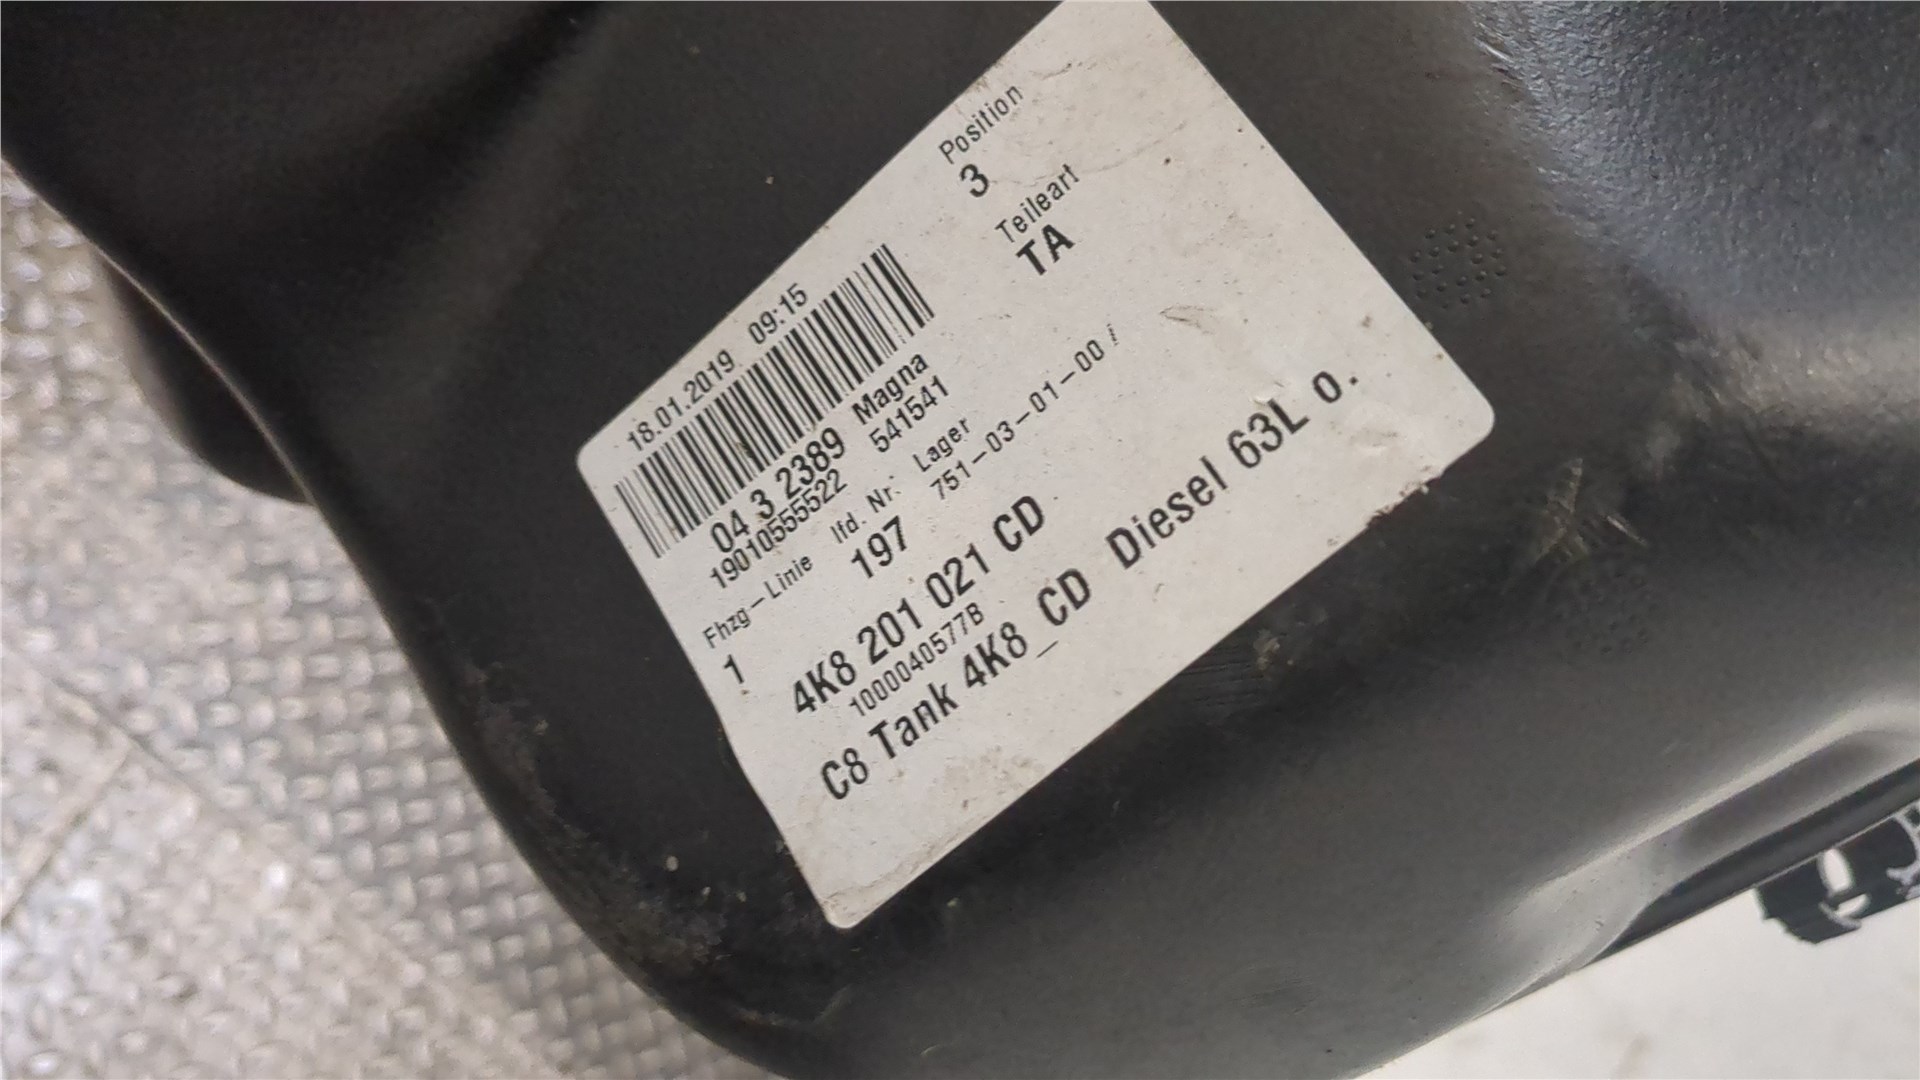 18.01.2019 09:15
04 3 2389 Magna
19010555522 541541
Position
3
Teileart
TA
Fhzg-Linie lfd. Nr. Lager
1 197 751-03-01-00 /
4K8 201 021 CD
1000040577B
C8 Tank 4K8_CD Diesel 63L o.